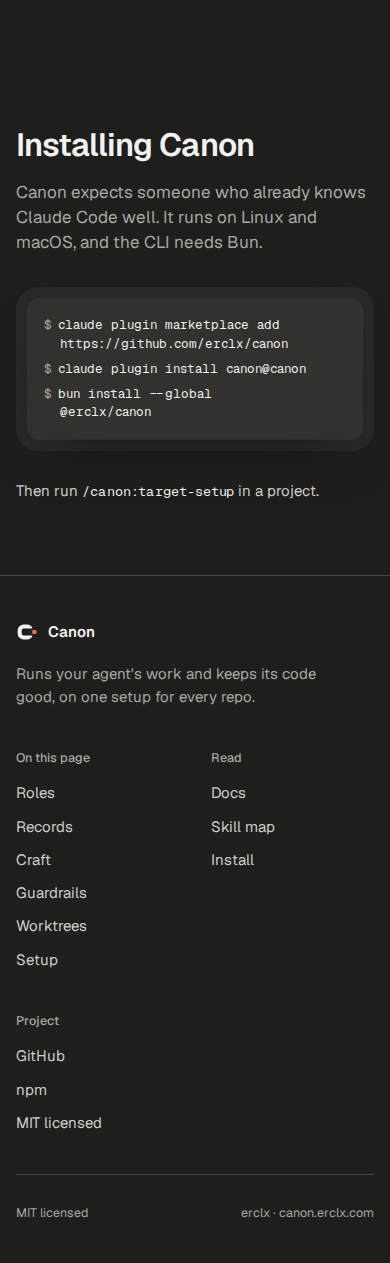 Installing Canon
Canon expects someone who already knows
Claude Code well. It runs on Linux and
macOS, and the CLI needs Bun.
$ claude plugin marketplace add
https://github.com/erclx/canon
$ claude plugin install canon@canon
$ bun install --global
@erclx/canon
Then run /canon:target-setup in a project.
Canon
Runs your agent's work and keeps its code
good, on one setup for every repo.
On this page
Roles
Records
Craft
Guardrails
Worktrees
Setup
Read
Docs
Skill map
Install
Project
GitHub
npm
MIT licensed
MIT licensed
erclx · canon.erclx.com